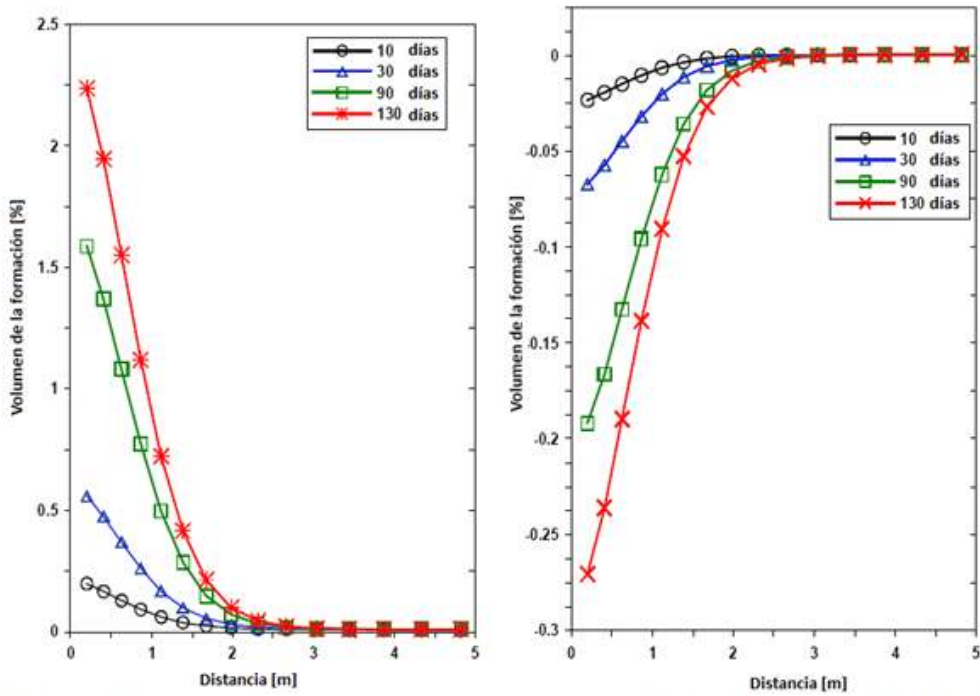 2.5
2
1.5
1
0.5
0
0 1 2 3 4 5
Volumen de la formación [%]
Distancia [m]
10 días
30 días
90 días
130 días
0
-0.05
-0.1
-0.15
-0.2
-0.25
-0.3
0 1 2 3 4 5
Volumen de la formación [%]
Distancia [m]
10 días
30 días
90 días
130 días